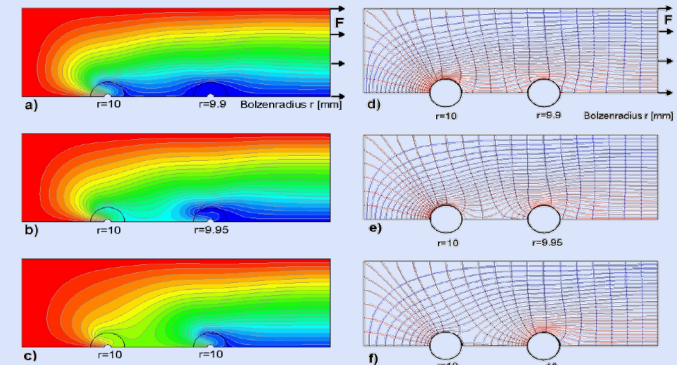 F
a)
r=10
r=9.9
Bolzenradius r [mm]
b)
r=10
r=9.95
c)
r=10
r=10
F
d)
r=10
r=9.9
Bolzenradius r [mm]
e)
r=10
r=9.95
f)